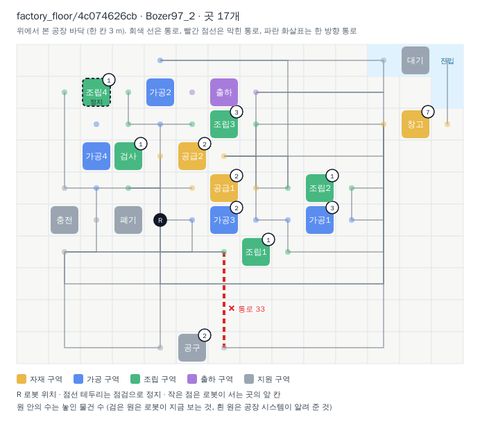 factory_floor/4c074626cb · Bozer97_2 · 곳 17개
위에서 본 공장 바닥 (한 칸 3 m). 회색 선은 통로, 빨간 점선은 막힌 통로, 파란 화살표는 한 방향 통로
대기
진입
1
조립4
정지
가공2
출하
3
조립3
7
창고
가공4
1
검사
2
공급2
2
공급1
2
조립2
충전
폐기
R
2
가공3
3
가공1
1
조립1
✕ 통로 33
2
공구
자재 구역
가공 구역
조립 구역
출하 구역
지원 구역
R 로봇 위치 · 점선 테두리는 점검으로 정지 · 작은 점은 로봇이 서는 곳의 앞 칸
원 안의 수는 놓인 물건 수 (검은 원은 로봇이 지금 보는 것, 흰 원은 공장 시스템이 알려 준 것)